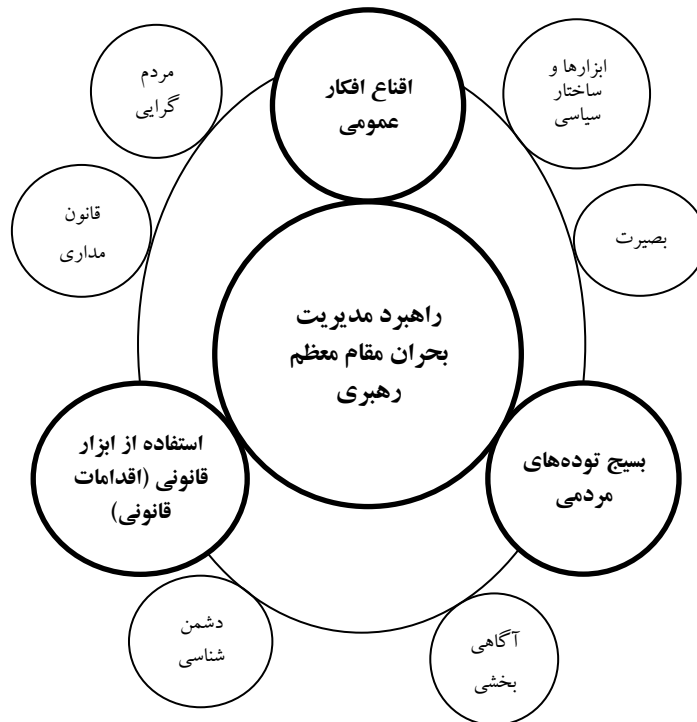 اقناع افکار
عمومی
ابزارها و
ساختار
سیاسی
مردم
گرایی
بصیرت
قانون
مداری
راهبرد مدیریت
بحران مقام معظم
رهبری
بسیج توده‌های
مردمی
استفاده از ابزار
قانونی (اقدامات
قانونی)
آگاهی
بخشی
دشمن
شناسی